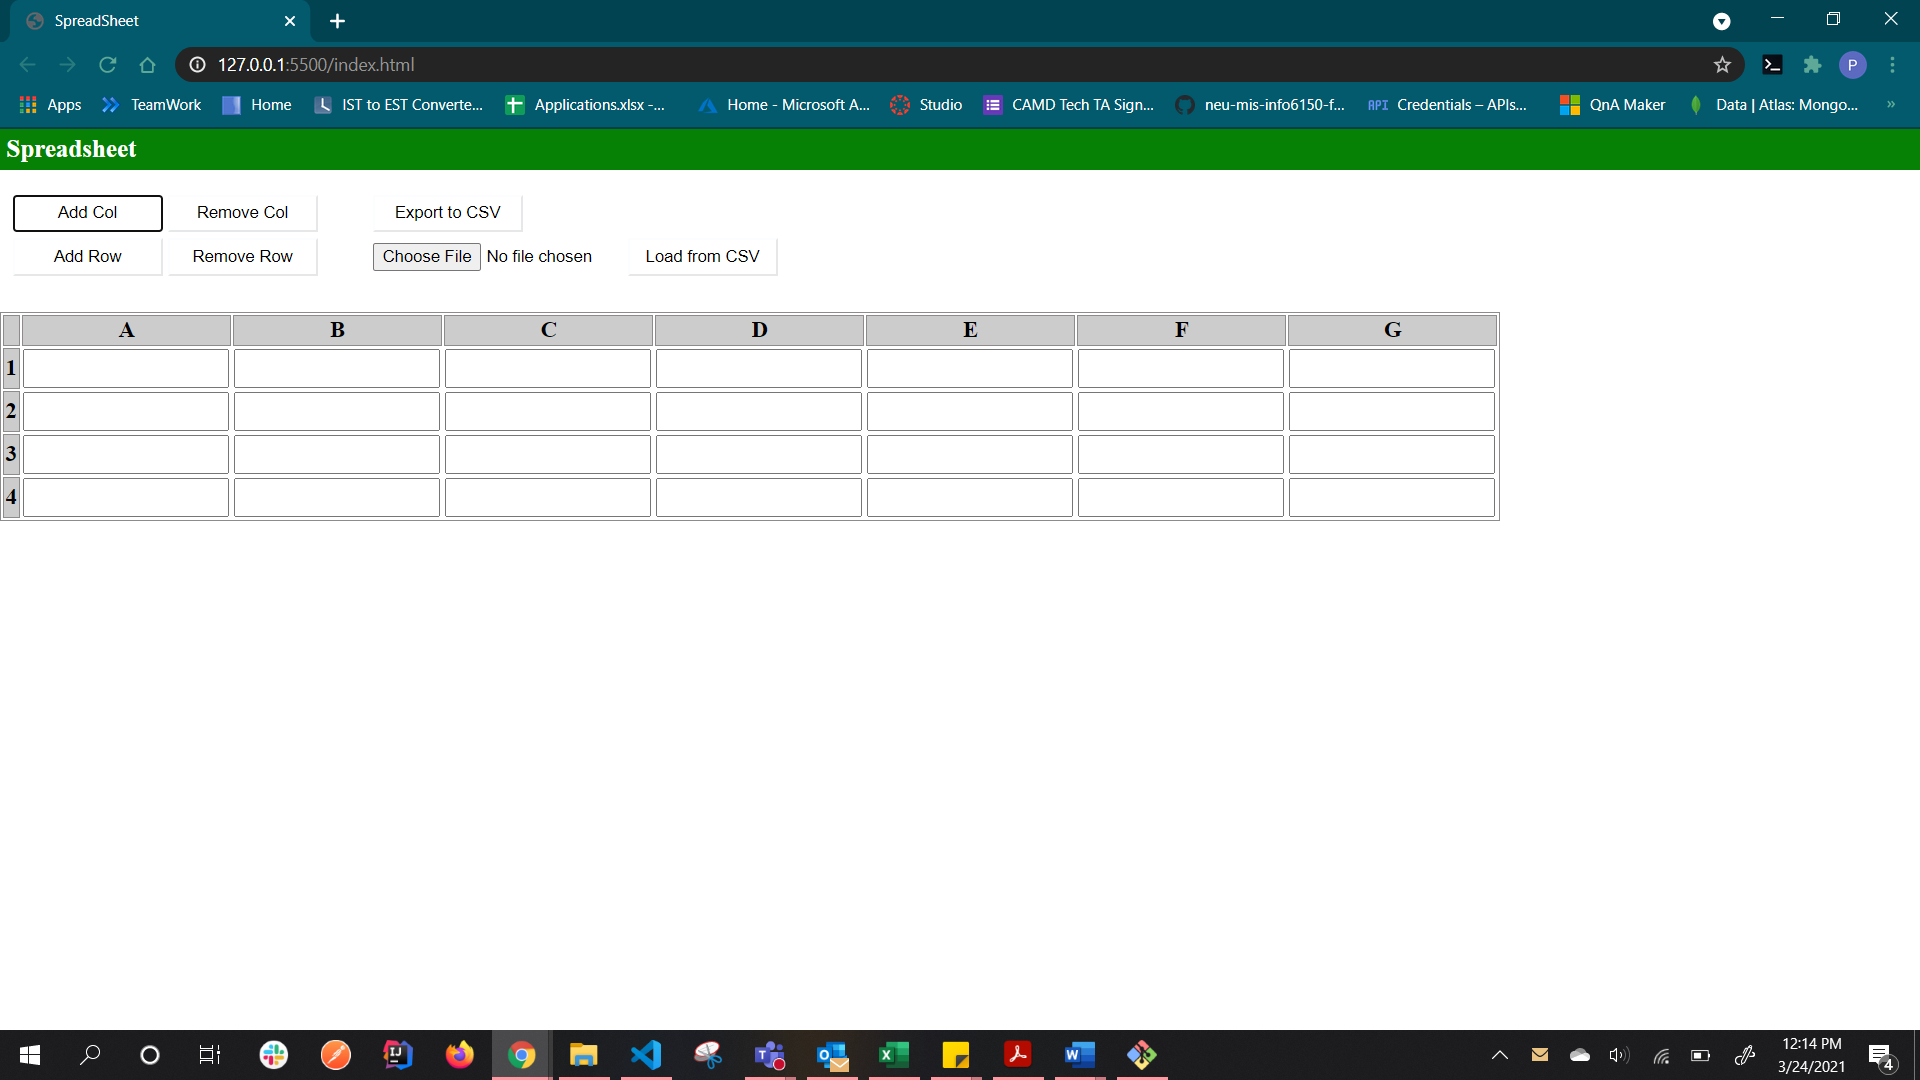 SpreadSheet
127.0.0.1:5500/index.html
P
Apps TeamWork Home IST to EST Converte... Applications.xlsx -... Home - Microsoft A... Studio CAMD Tech TA Sign... neu-mis-info6150-f... API Credentials – APIs... QnA Maker Data | Atlas: Mongo... »
Spreadsheet
Add Col Remove Col Export to CSV
Add Row Remove Row Choose File No file chosen Load from CSV
A B C D E F G
1
2
3
4
12:14 PM
3/24/2021
4